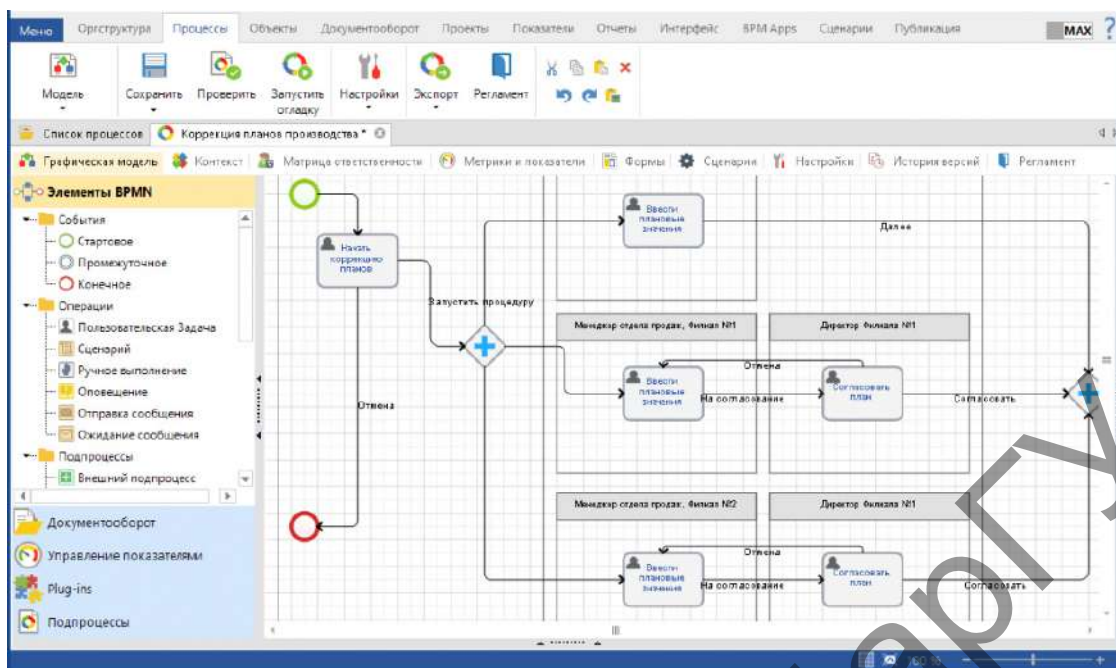 Меню Оргструктура Процессы Объекты Документооборот Проекты Показатели Отчеты Интерфейс BPM Apps Сценарии Публикация MAX ?
Модель Сохранить Проверить Запустить отладку Настройки Экспорт Регламент
Список процессов Коррекция планов производства *
Графическая модель Контекст Матрица ответственности Метрики и показатели Формы Сценарии Настройки История версий Регламент
Элементы BPMN
События
Стартовое
Промежуточное
Конечное
Операции
Пользовательская Задача
Сценарий
Ручное выполнение
Оповещение
Отправка сообщения
Ожидание сообщения
Подпроцессы
Внешний подпроцесс
Документооборот
Управление показателями
Plug-ins
Подпроцессы
Начать
коррекцию
планов
Отмена
Запустить процедуру
Ввести
плановые
значения
Далее
Менеджер отдела продаж, Филиал №1
Директор Филиала №1
Ввести
плановые
значения
На согласование
Отмена
Согласовать
план
Согласовать
Менеджер отдела продаж, Филиал №2
Директор Филиала №1
Ввести
плановые
значения
На согласование
Отмена
Согласовать
план
Согласовать
100 %